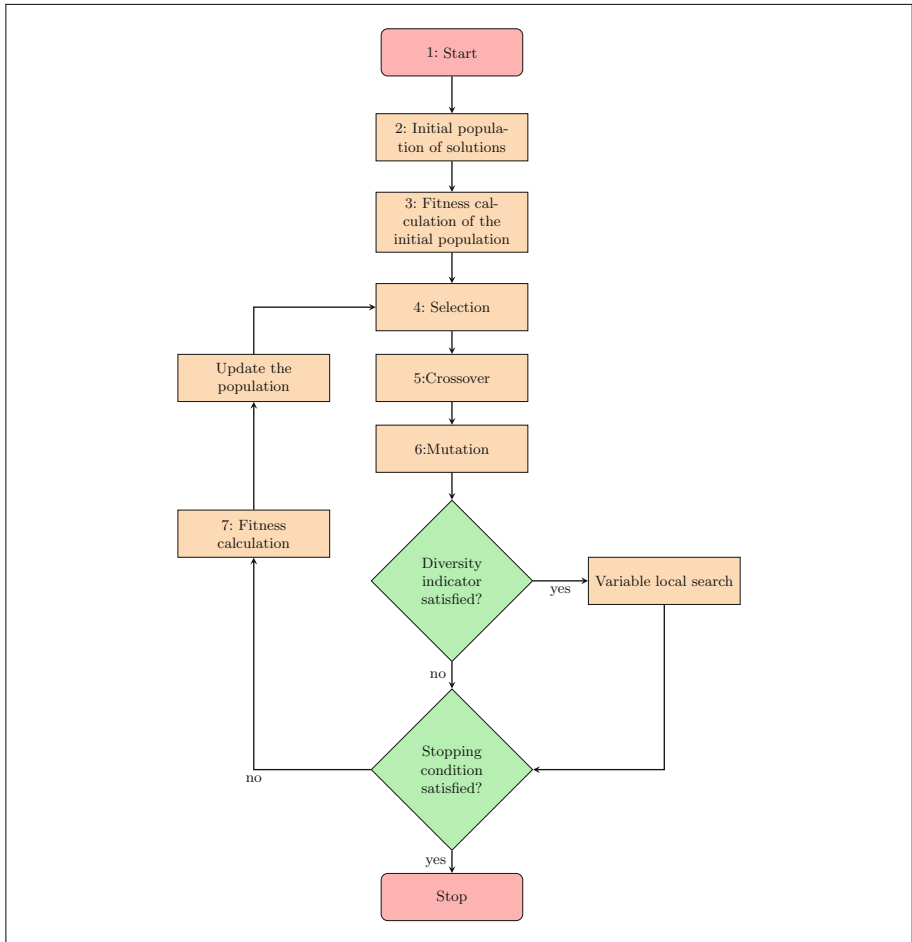 1: Start
2: Initial popula-
tion of solutions
3: Fitness cal-
culation of the
initial population
4: Selection
Update the
population
5:Crossover
6:Mutation
7: Fitness
calculation
Diversity
indicator
satisfied?
yes
Variable local search
no
Stopping
condition
satisfied?
no
yes
Stop